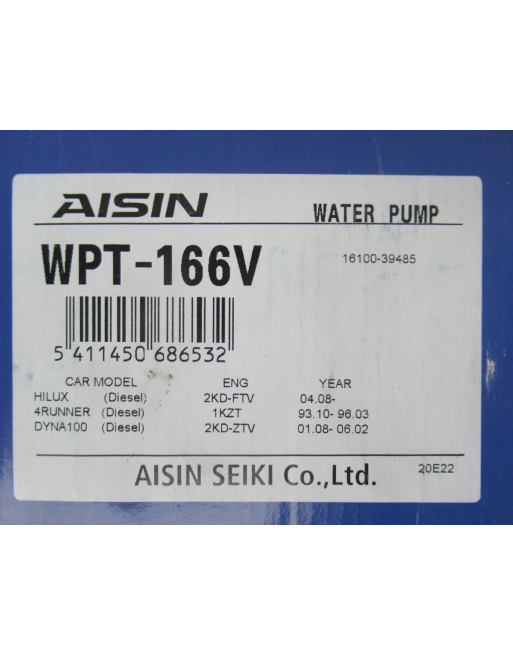 AISIN WATER PUMP
WPT-166V 16100-39485
5 411450 686532
CAR MODEL ENG YEAR
HILUX (Diesel) 2KD-FTV 04.08-
4RUNNER (Diesel) 1KZT 93.10- 96.03
DYNA100 (Diesel) 2KD-ZTV 01.08- 06.02
AISIN SEIKI Co.,Ltd. 20E22